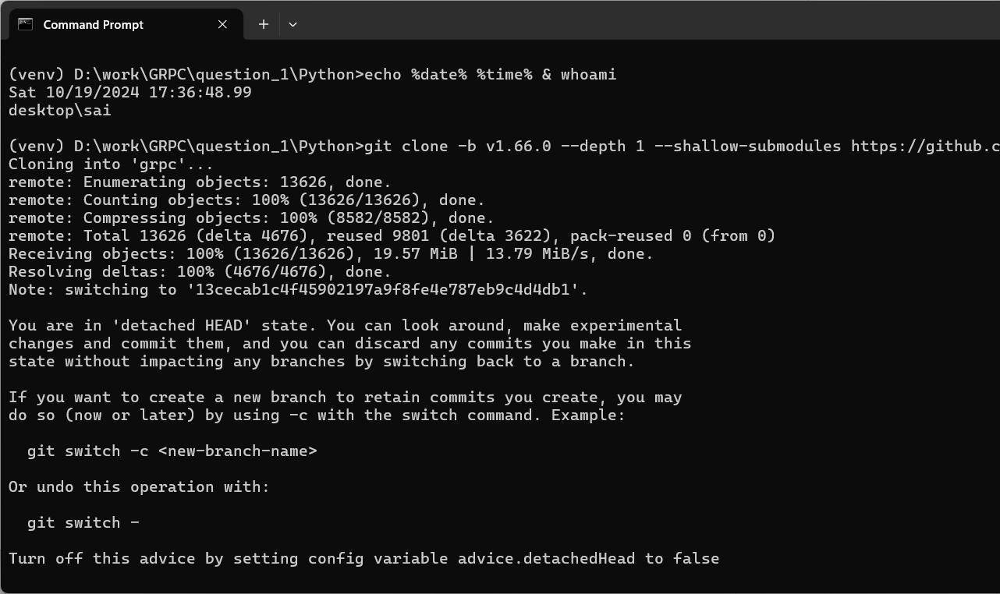 Command Prompt
(venv) D:\work\GRPC\question_1\Python>echo %date% %time% & whoami
Sat 10/19/2024 17:36:48.99
desktop\sai
(venv) D:\work\GRPC\question_1\Python>git clone -b v1.66.0 --depth 1 --shallow-submodules https://github.c
Cloning into 'grpc'...
remote: Enumerating objects: 13626, done.
remote: Counting objects: 100% (13626/13626), done.
remote: Compressing objects: 100% (8582/8582), done.
remote: Total 13626 (delta 4676), reused 9801 (delta 3622), pack-reused 0 (from 0)
Receiving objects: 100% (13626/13626), 19.57 MiB | 13.79 MiB/s, done.
Resolving deltas: 100% (4676/4676), done.
Note: switching to '13cecab1c4f45902197a9f8fe4e787eb9c4d4db1'.
You are in 'detached HEAD' state. You can look around, make experimental
changes and commit them, and you can discard any commits you make in this
state without impacting any branches by switching back to a branch.
If you want to create a new branch to retain commits you create, you may
do so (now or later) by using -c with the switch command. Example:
  git switch -c <new-branch-name>
Or undo this operation with:
  git switch -
Turn off this advice by setting config variable advice.detachedHead to false